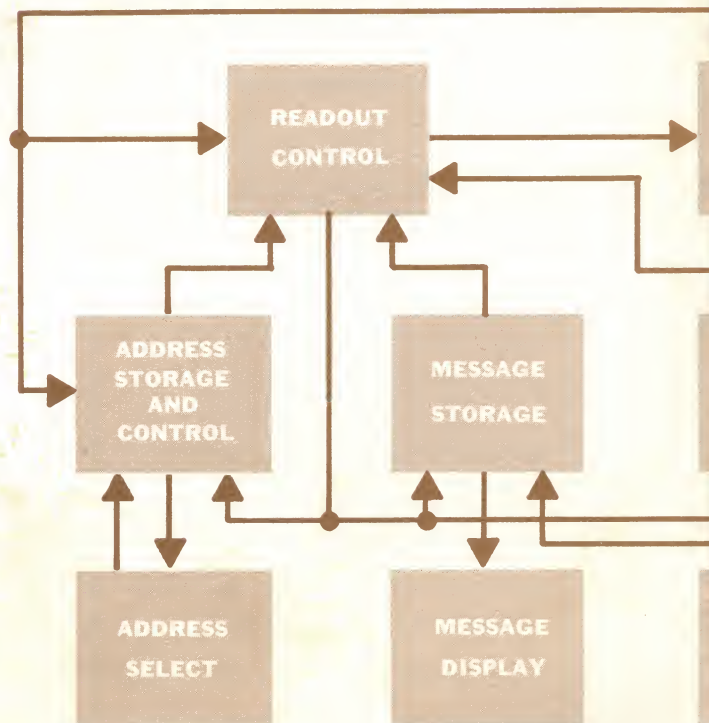 READOUT
CONTROL
ADDRESS
STORAGE
AND
CONTROL
MESSAGE
STORAGE
ADDRESS
SELECT
MESSAGE
DISPLAY